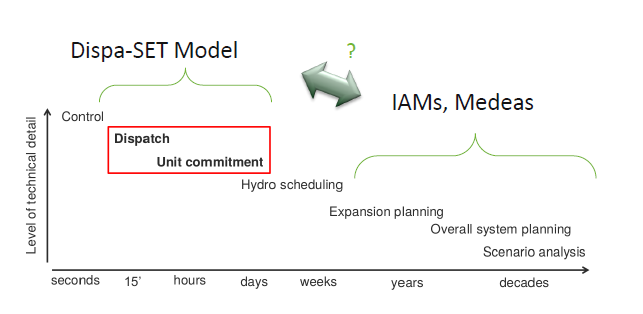 Dispa-SET Model
?
IAMs, Medeas
Level of technical detail
Control
Dispatch
Unit commitment
Hydro scheduling
Expansion planning
Overall system planning
Scenario analysis
seconds 15' hours days weeks years decades